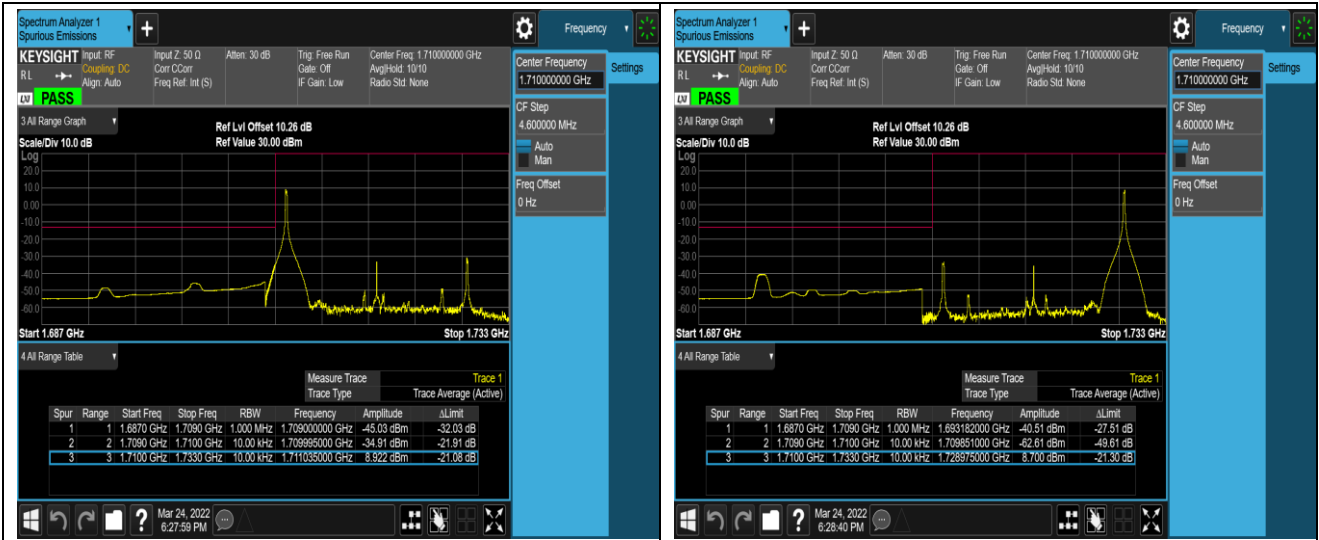 Spectrum Analyzer 1
Spurious Emissions
+
Frequency
KEYSIGHT Input: RF Input Z: 50 Ω Atten: 30 dB Trig: Free Run Center Freq: 1.710000000 GHz
RL Coupling: DC Corr CCorr Gate: Off Avg|Hold: 10/10
Align: Auto Freq Ref: Int (S) IF Gain: Low Radio Std: None
LXI PASS
Center Frequency
1.710000000 GHz
Settings
CF Step
4.600000 MHz
Auto
Man
Freq Offset
0 Hz
3 All Range Graph
Ref Lvl Offset 10.26 dB
Scale/Div 10.0 dB Ref Value 30.00 dBm
Log
20.0
10.0
0.00
-10.0
-20.0
-30.0
-40.0
-50.0
-60.0
Start 1.687 GHz Stop 1.733 GHz
4 All Range Table
Measure Trace Trace 1
Trace Type Trace Average (Active)
Spur Range Start Freq Stop Freq RBW Frequency Amplitude ΔLimit
1 1 1.6870 GHz 1.7090 GHz 1.000 MHz 1.709000000 GHz -45.03 dBm -32.03 dB
2 2 1.7090 GHz 1.7100 GHz 10.00 kHz 1.709995000 GHz -34.91 dBm -21.91 dB
3 3 1.7100 GHz 1.7330 GHz 10.00 kHz 1.711035000 GHz 8.922 dBm -21.08 dB
?
Mar 24, 2022
6:27:59 PM
Spectrum Analyzer 1
Spurious Emissions
+
Frequency
KEYSIGHT Input: RF Input Z: 50 Ω Atten: 30 dB Trig: Free Run Center Freq: 1.710000000 GHz
RL Coupling: DC Corr CCorr Gate: Off Avg|Hold: 10/10
Align: Auto Freq Ref: Int (S) IF Gain: Low Radio Std: None
LXI PASS
Center Frequency
1.710000000 GHz
Settings
CF Step
4.600000 MHz
Auto
Man
Freq Offset
0 Hz
3 All Range Graph
Ref Lvl Offset 10.26 dB
Scale/Div 10.0 dB Ref Value 30.00 dBm
Log
20.0
10.0
0.00
-10.0
-20.0
-30.0
-40.0
-50.0
-60.0
Start 1.687 GHz Stop 1.733 GHz
4 All Range Table
Measure Trace Trace 1
Trace Type Trace Average (Active)
Spur Range Start Freq Stop Freq RBW Frequency Amplitude ΔLimit
1 1 1.6870 GHz 1.7090 GHz 1.000 MHz 1.693182000 GHz -40.51 dBm -27.51 dB
2 2 1.7090 GHz 1.7100 GHz 10.00 kHz 1.709851000 GHz -62.61 dBm -49.61 dB
3 3 1.7100 GHz 1.7330 GHz 10.00 kHz 1.728975000 GHz 8.700 dBm -21.30 dB
?
Mar 24, 2022
6:28:40 PM